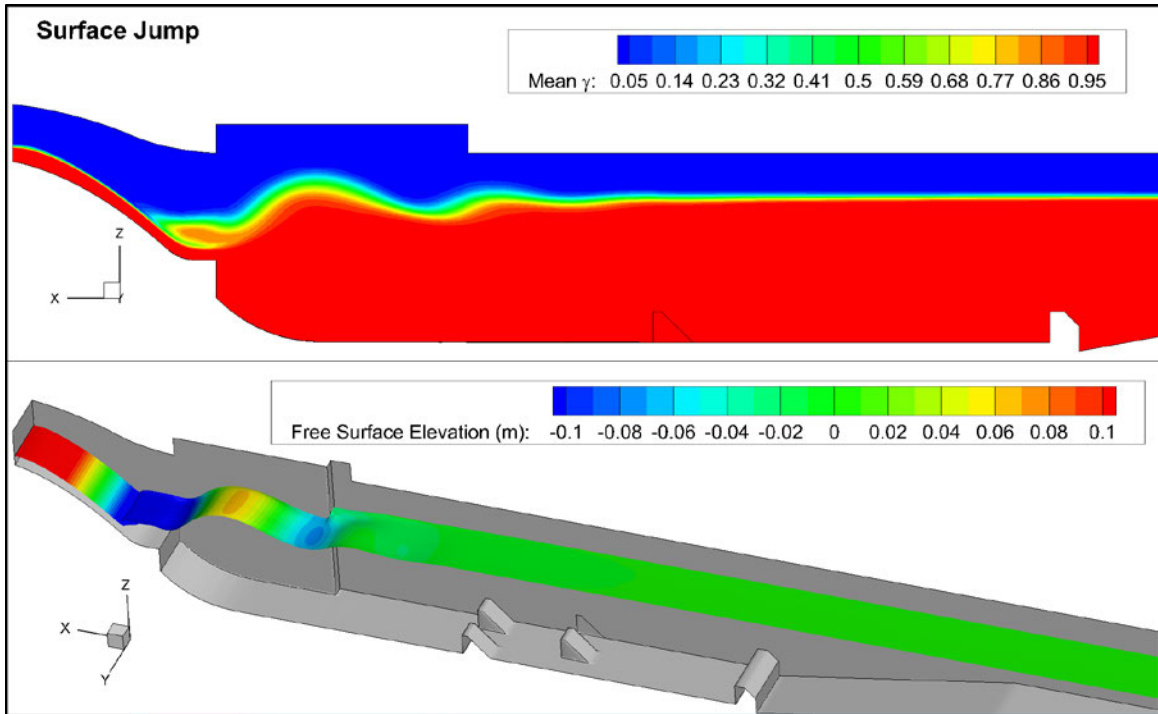 Surface Jump
Mean γ: 0.05 0.14 0.23 0.32 0.41 0.5 0.59 0.68 0.77 0.86 0.95
Z
X
Y
Free Surface Elevation (m): -0.1 -0.08 -0.06 -0.04 -0.02 0 0.02 0.04 0.06 0.08 0.1
Z
X
Y